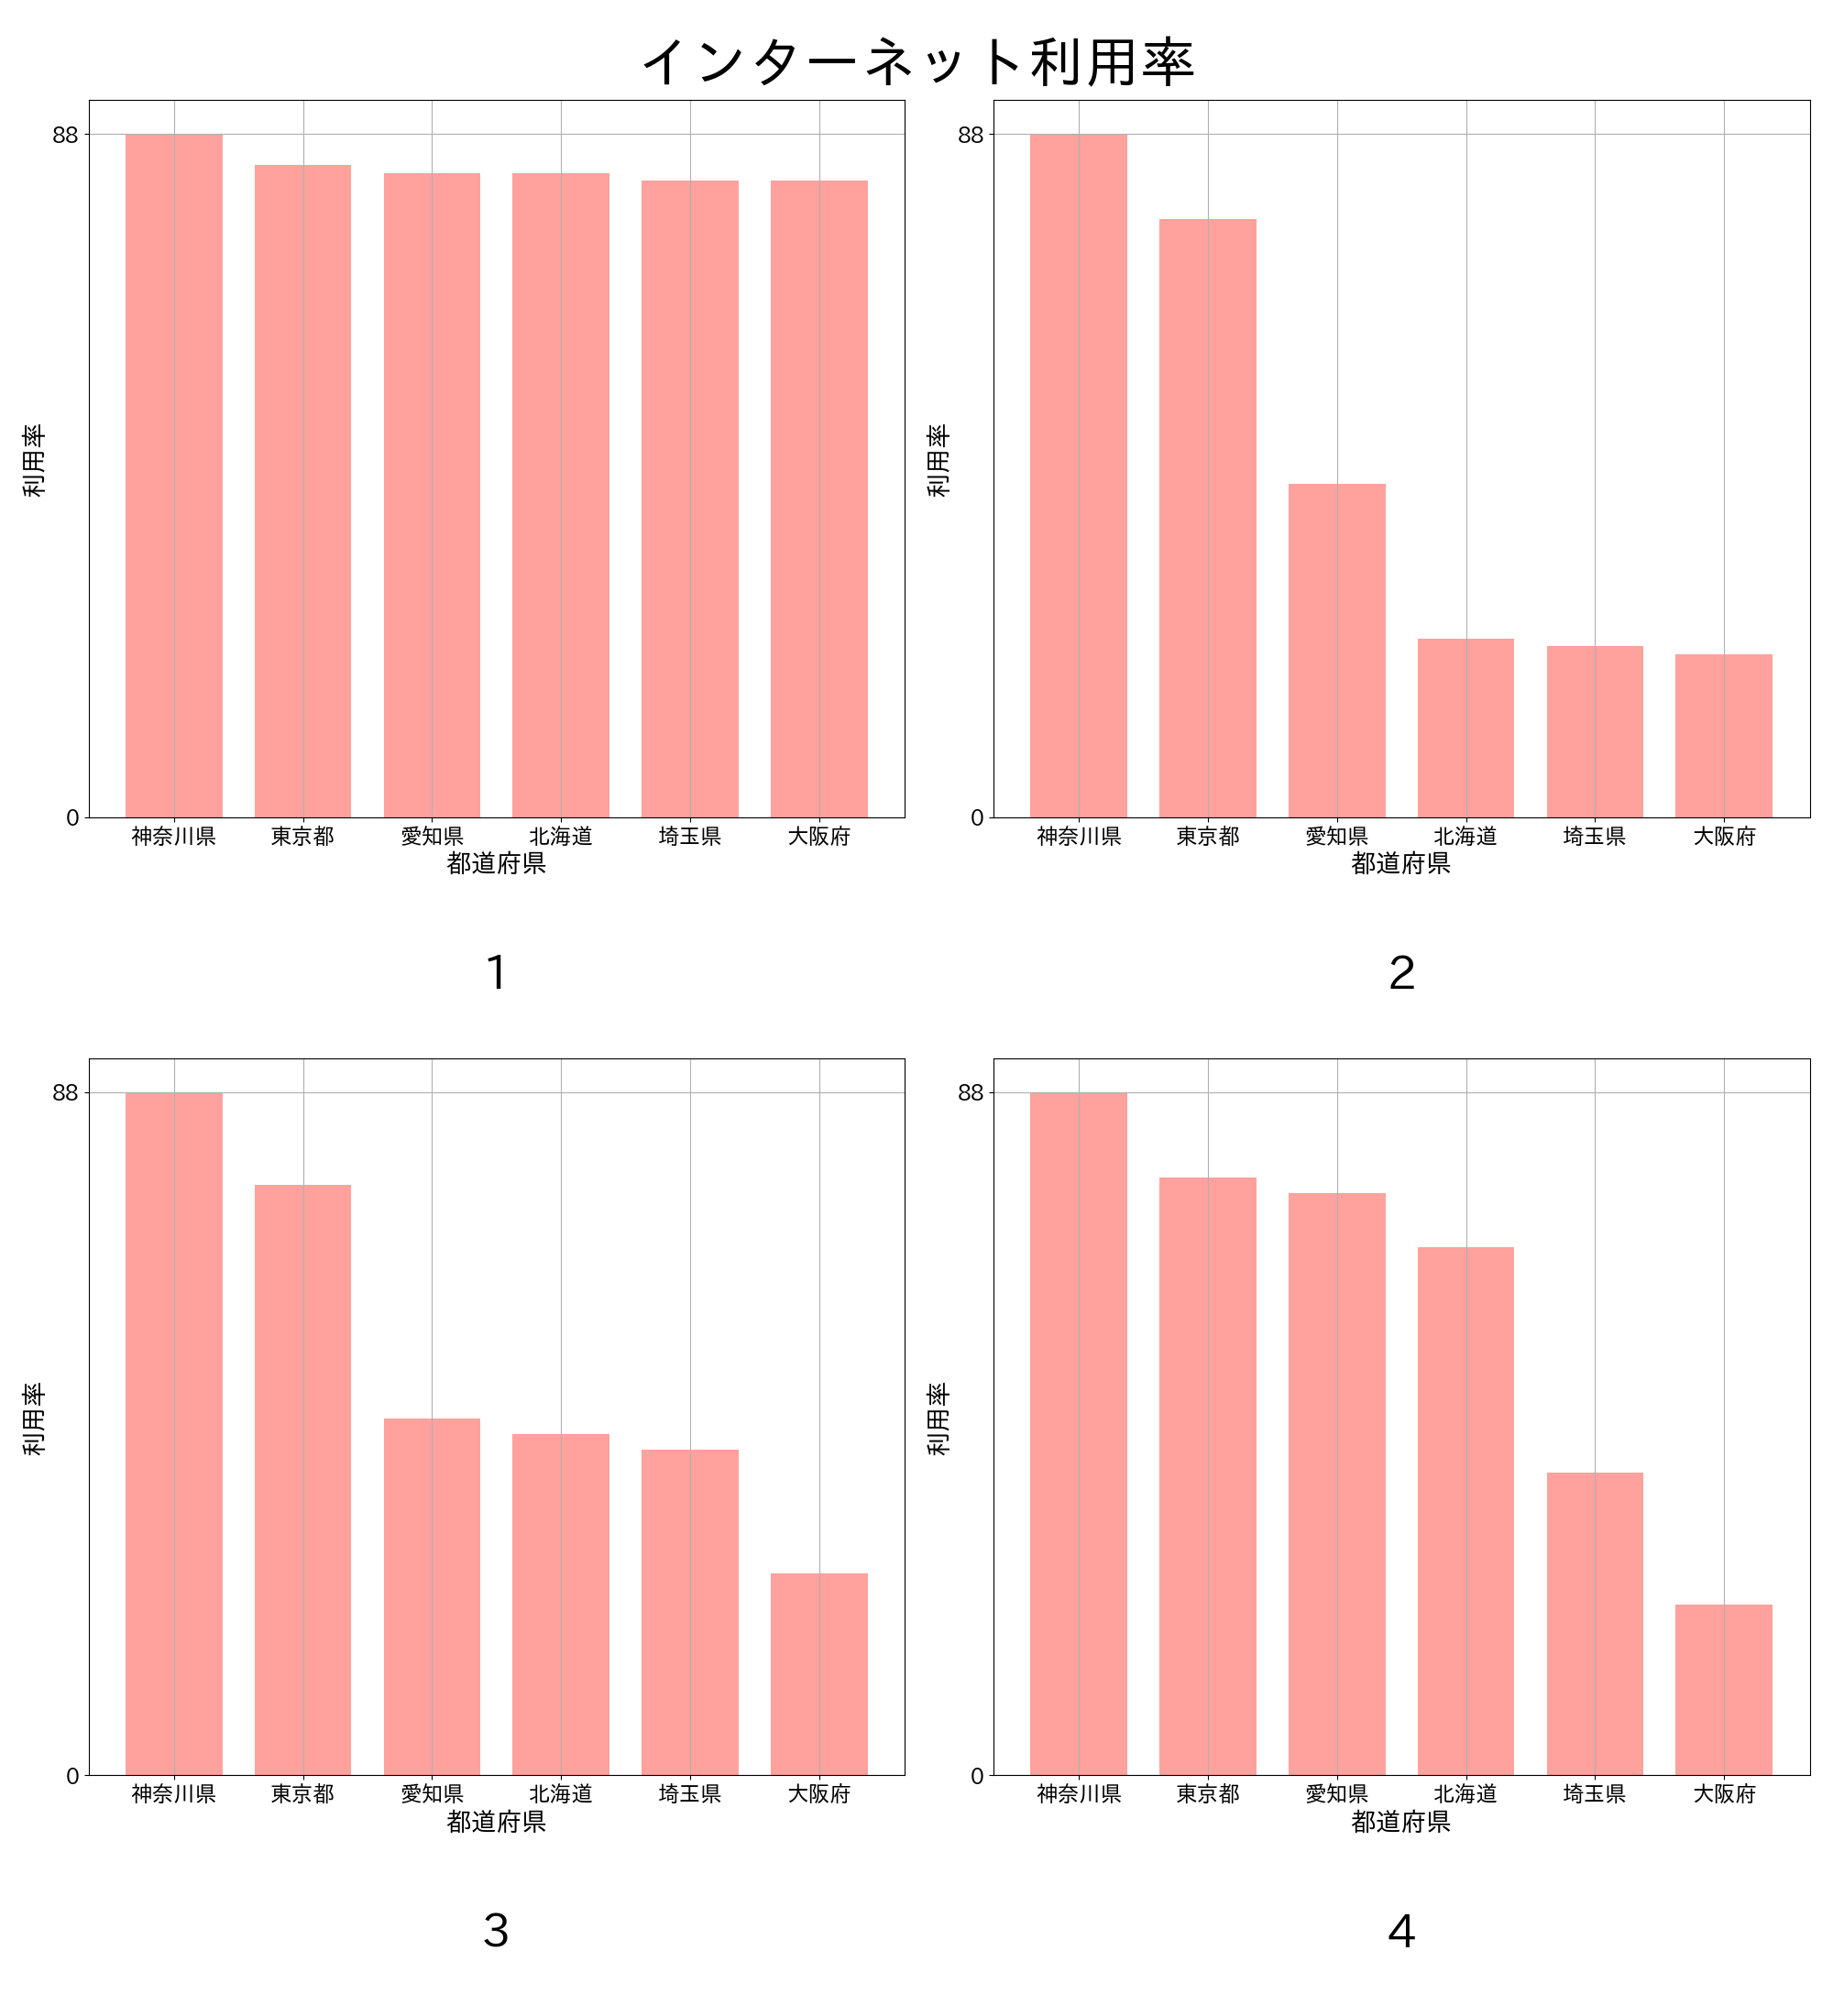 インターネット利用率
88
0
利用率
神奈川県 東京都 愛知県 北海道 埼玉県 大阪府
都道府県
1
88
0
利用率
神奈川県 東京都 愛知県 北海道 埼玉県 大阪府
都道府県
2
88
0
利用率
神奈川県 東京都 愛知県 北海道 埼玉県 大阪府
都道府県
3
88
0
利用率
神奈川県 東京都 愛知県 北海道 埼玉県 大阪府
都道府県
4